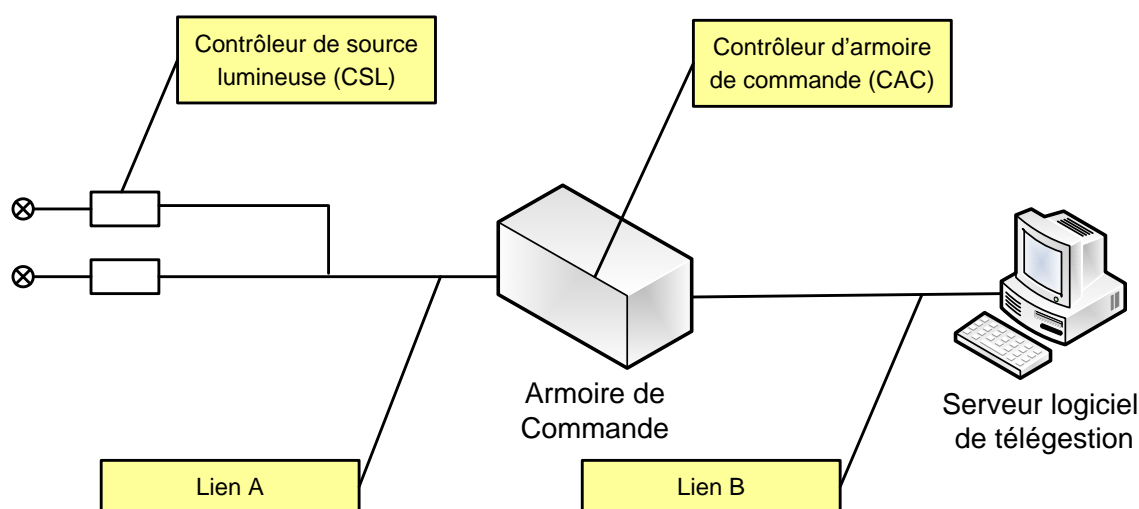 Contrôleur de source
lumineuse (CSL)
Contrôleur d'armoire
de commande (CAC)
Armoire de
Commande
Serveur logiciel
de télégestion
Lien A
Lien B